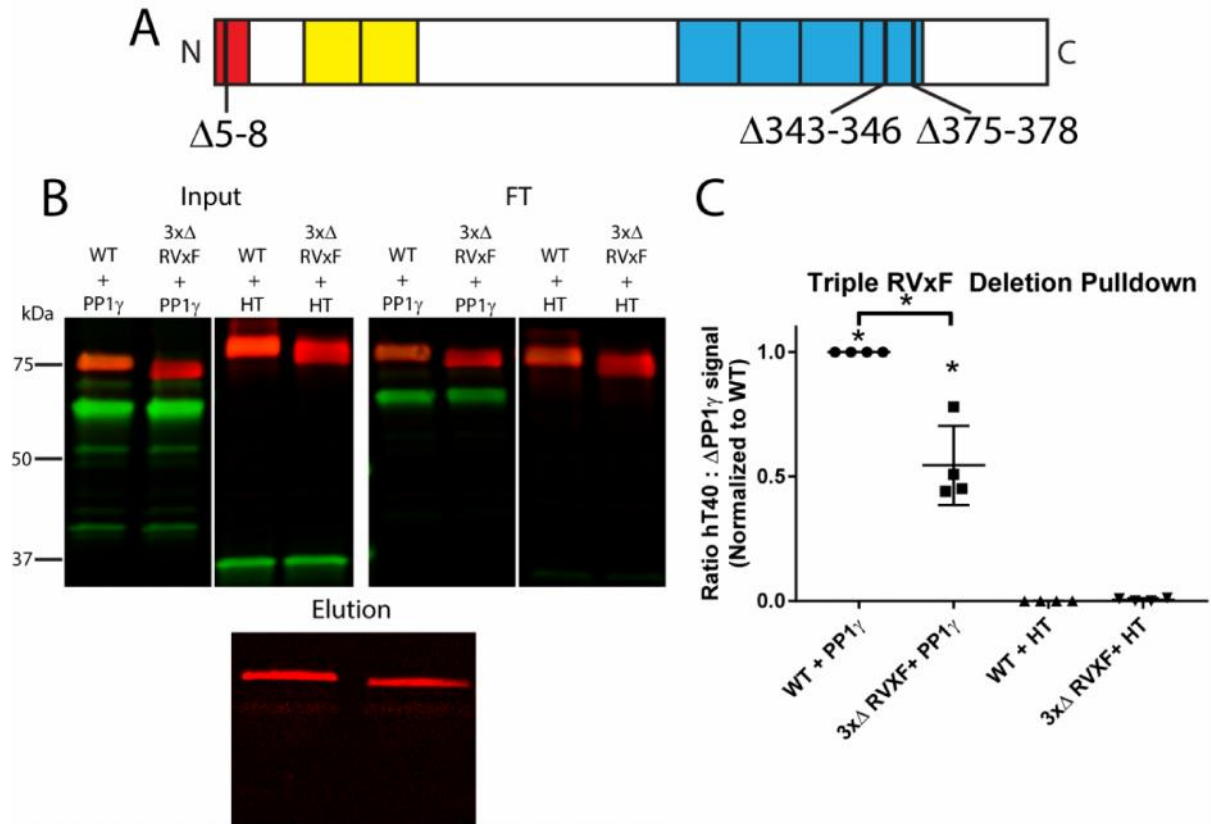 A
N
C
Δ5-8
Δ343-346
Δ375-378
B
Input
FT
WT
+
PP1γ
3xΔ
RVxF
+
PP1γ
WT
+
HT
3xΔ
RVxF
+
HT
WT
+
PP1γ
3xΔ
RVxF
+
PP1γ
WT
+
HT
3xΔ
RVxF
+
HT
kDa
75
50
37
Elution
C
Triple RVxF Deletion Pulldown
*
*
*
Ratio hT40 : ΔPP1γ signal
(Normalized to WT)
1.0
0.5
0.0
WT + PP1γ
3xΔ RVXF+ PP1γ
WT + HT
3xΔ RVXF+ HT